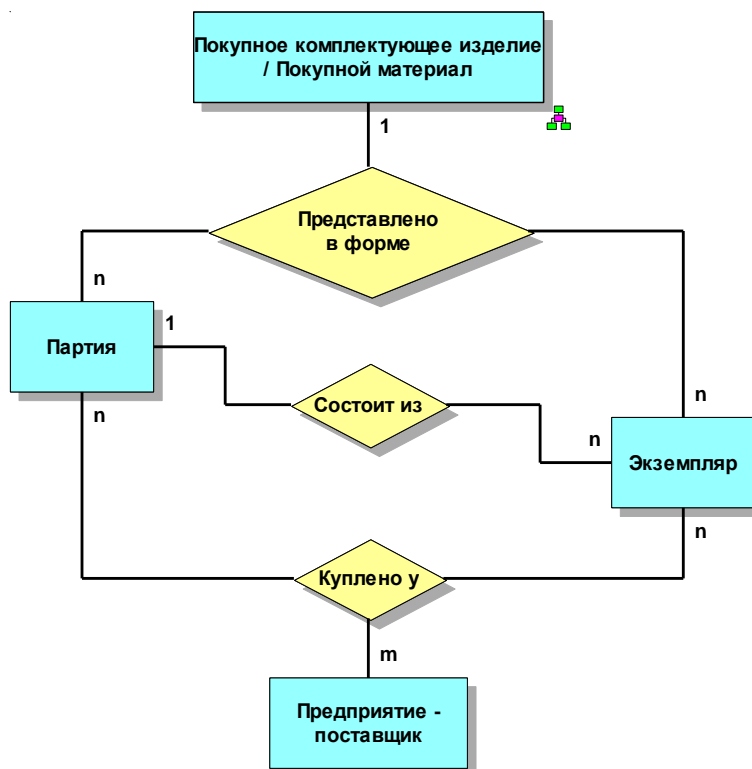 Покупное комплектующее изделие
/ Покупной материал
1
Представлено
в форме
n
1
Партия
n
Состоит из
n
n
Экземпляр
n
Куплено у
m
Предприятие -
поставщик